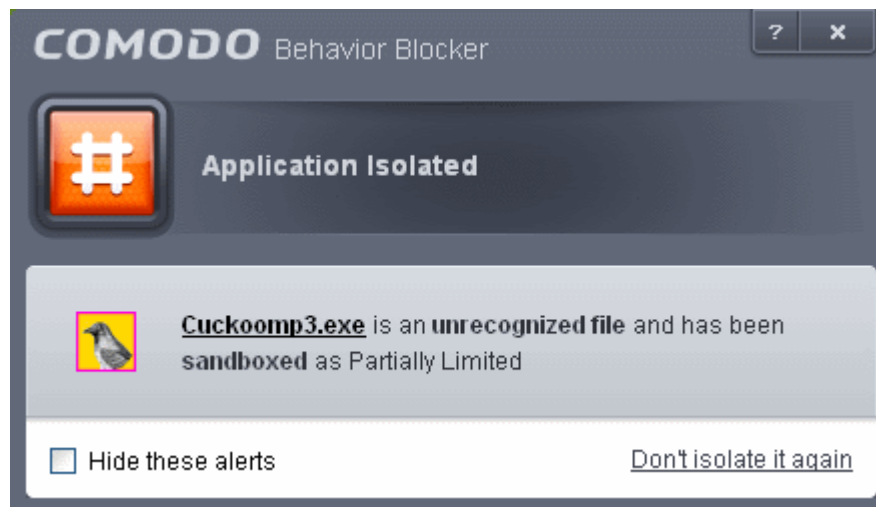 COMODO Behavior Blocker
? x
Application Isolated
Cuckoomp3.exe is an unrecognized file and has been
sandboxed as Partially Limited
Hide these alerts
Don't isolate it again